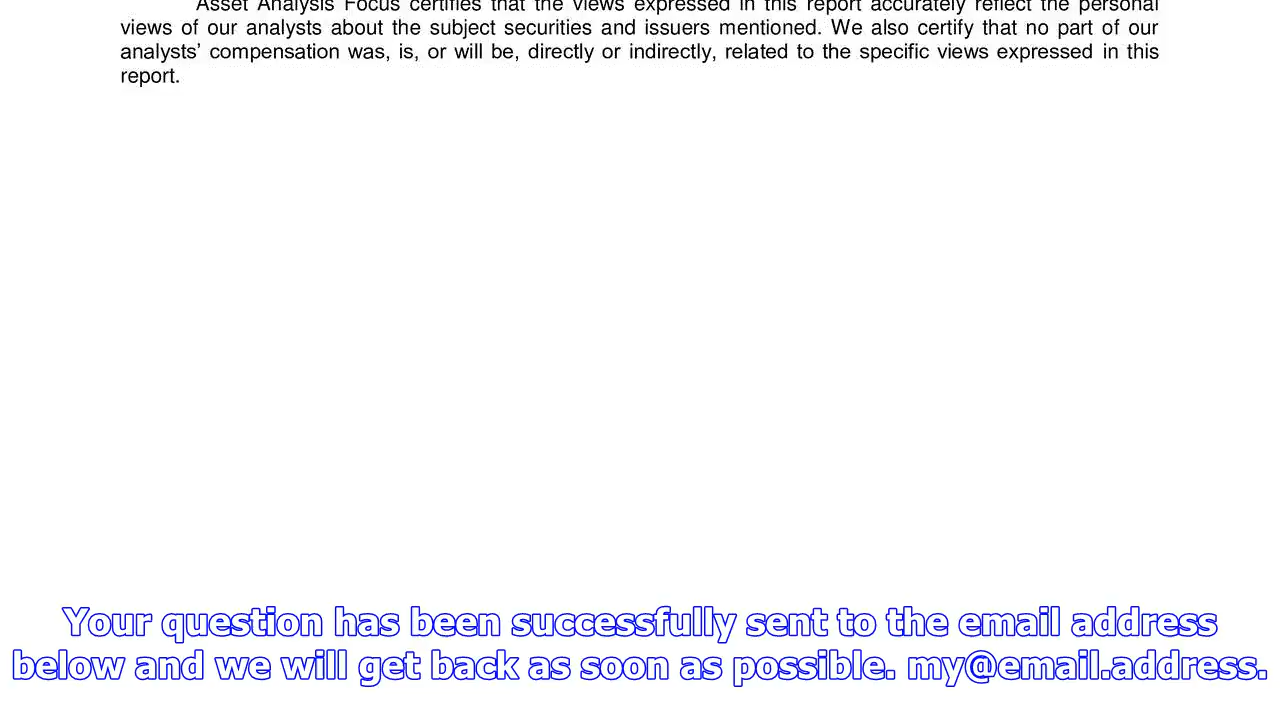 Asset Analysis Focus certifies that the views expressed in this report accurately reflect the personal
views of our analysts about the subject securities and issuers mentioned. We also certify that no part of our
analysts’ compensation was, is, or will be, directly or indirectly, related to the specific views expressed in this
report.
Your question has been successfully sent to the email address
below and we will get back as soon as possible. my@email.address.